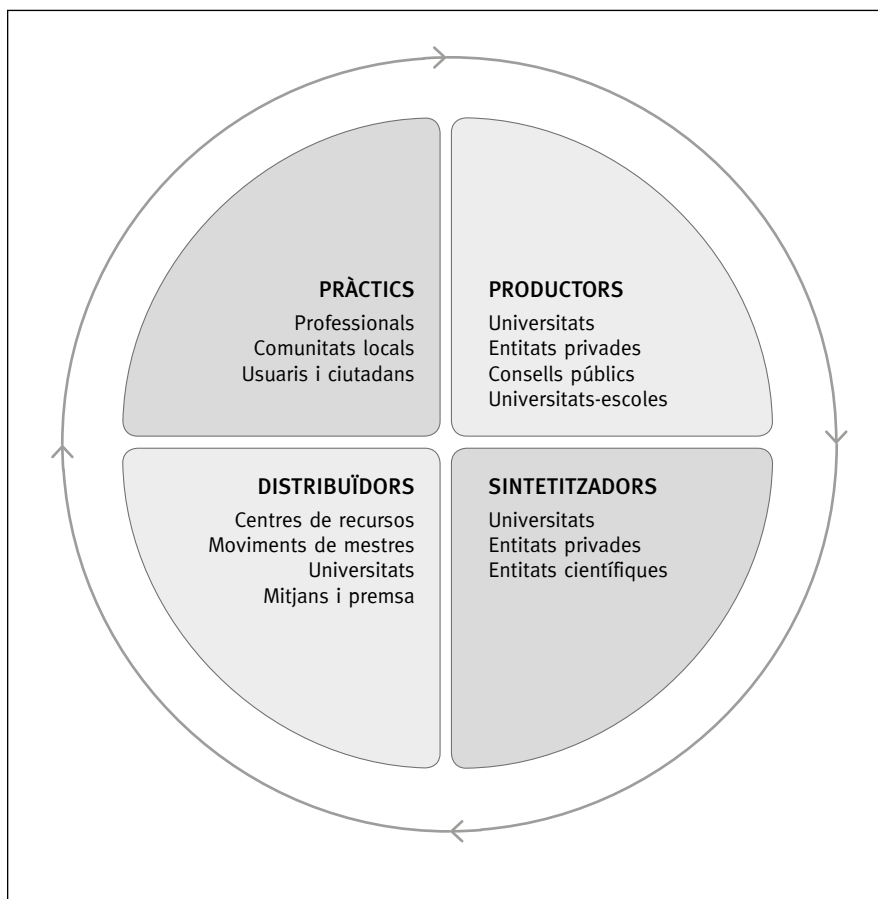 PRÀCTICS
Professionals
Comunitats locals
Usuaris i ciutadans
PRODUCTORS
Universitats
Entitats privades
Consells públics
Universitats-escoles
DISTRIBUÏDORS
Centres de recursos
Moviments de mestres
Universitats
Mitjans i premsa
SINTETITZADORS
Universitats
Entitats privades
Entitats científiques